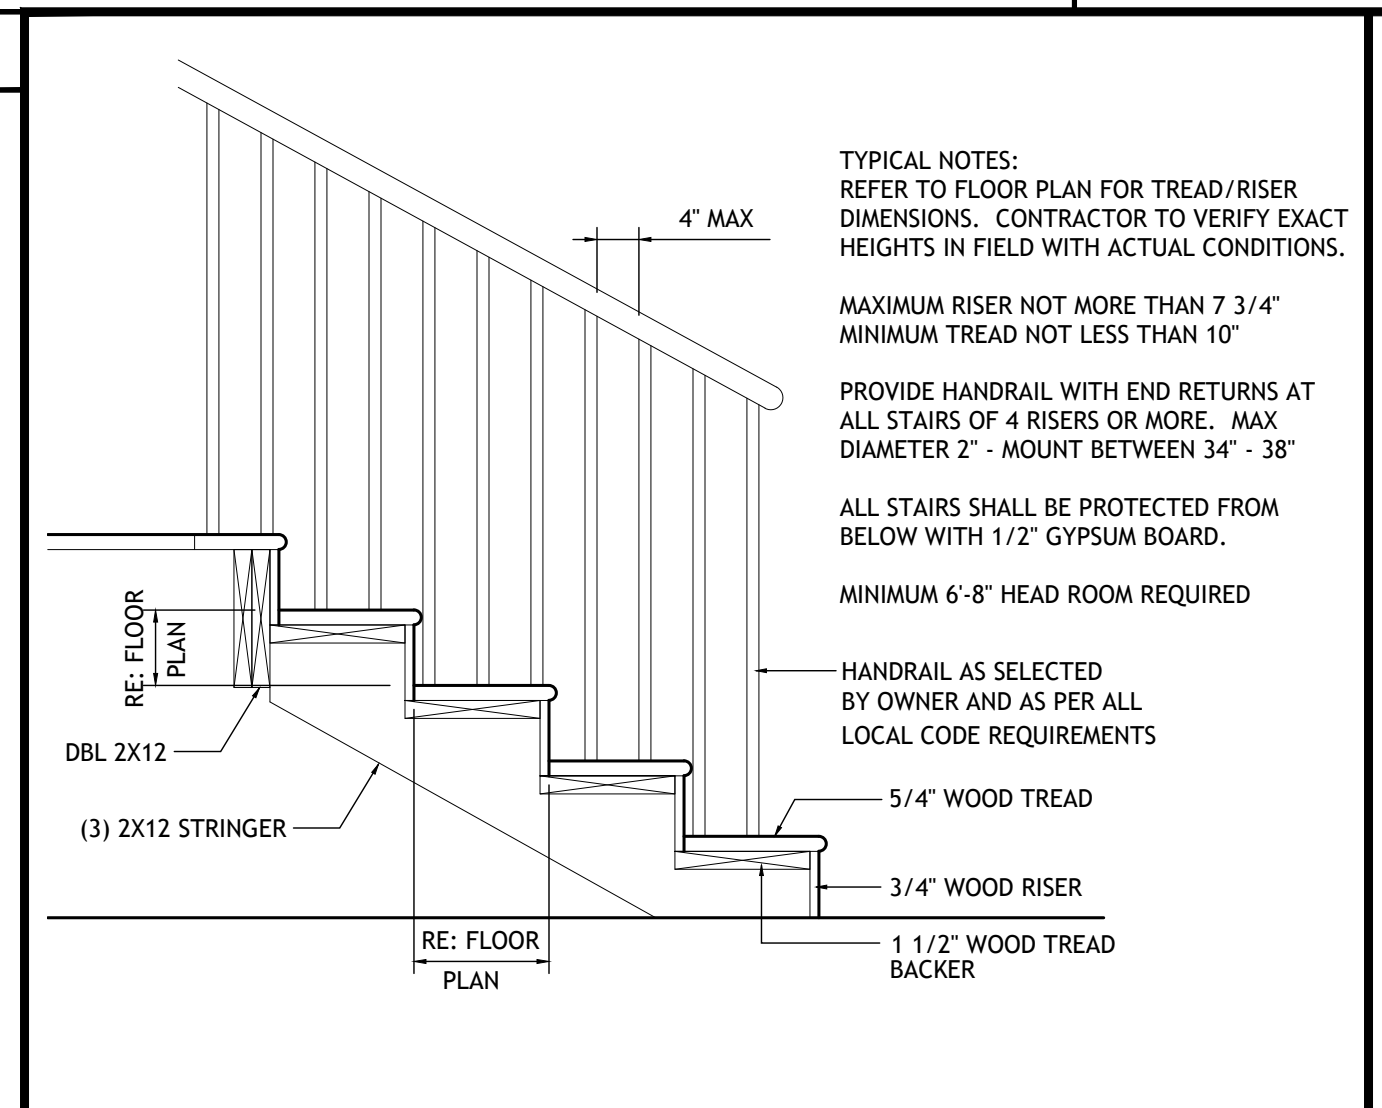 TYPICAL NOTES:
REFER TO FLOOR PLAN FOR TREAD/RISER
DIMENSIONS.  CONTRACTOR TO VERIFY EXACT
HEIGHTS IN FIELD WITH ACTUAL CONDITIONS.
MAXIMUM RISER NOT MORE THAN 7 3/4"
MINIMUM TREAD NOT LESS THAN 10"
PROVIDE HANDRAIL WITH END RETURNS AT
ALL STAIRS OF 4 RISERS OR MORE.  MAX
DIAMETER 2" - MOUNT BETWEEN 34" - 38"
ALL STAIRS SHALL BE PROTECTED FROM
BELOW WITH 1/2" GYPSUM BOARD.
MINIMUM 6'-8" HEAD ROOM REQUIRED
4" MAX
HANDRAIL AS SELECTED
BY OWNER AND AS PER ALL
LOCAL CODE REQUIREMENTS
5/4" WOOD TREAD
3/4" WOOD RISER
1 1/2" WOOD TREAD
BACKER
RE: FLOOR
PLAN
DBL 2X12
(3) 2X12 STRINGER
RE: FLOOR
PLAN